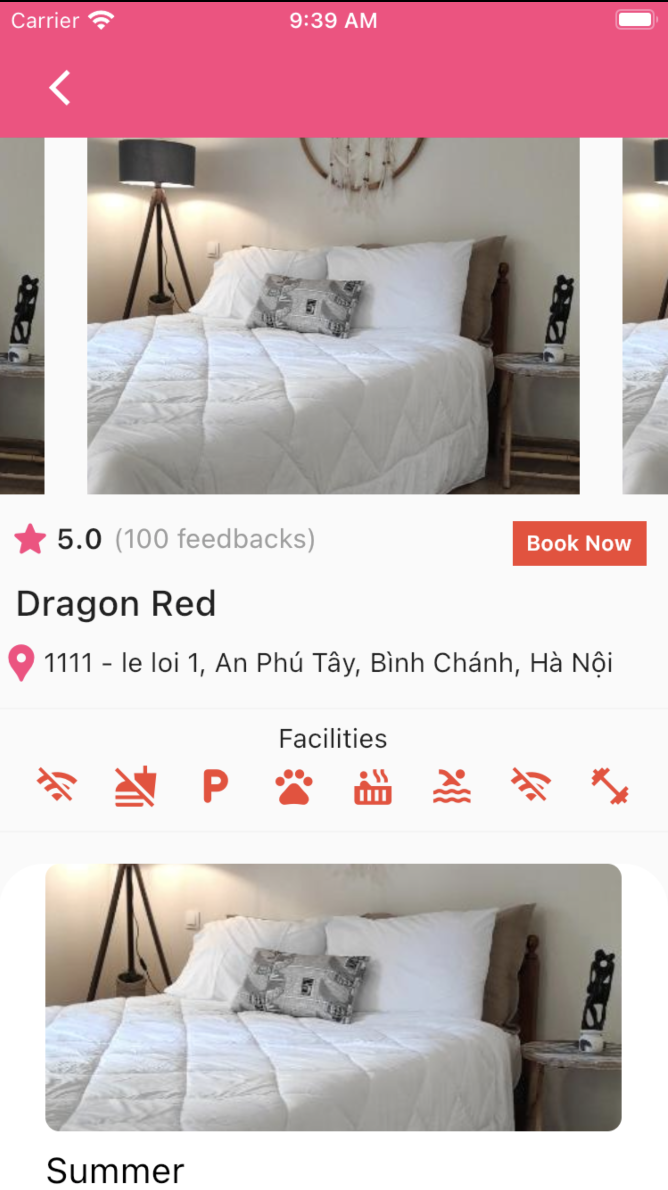 Carrier 9:39 AM
5.0 (100 feedbacks)
Book Now
Dragon Red
1111 - le loi 1, An Phú Tây, Bình Chánh, Hà Nội
Facilities
P
Summer